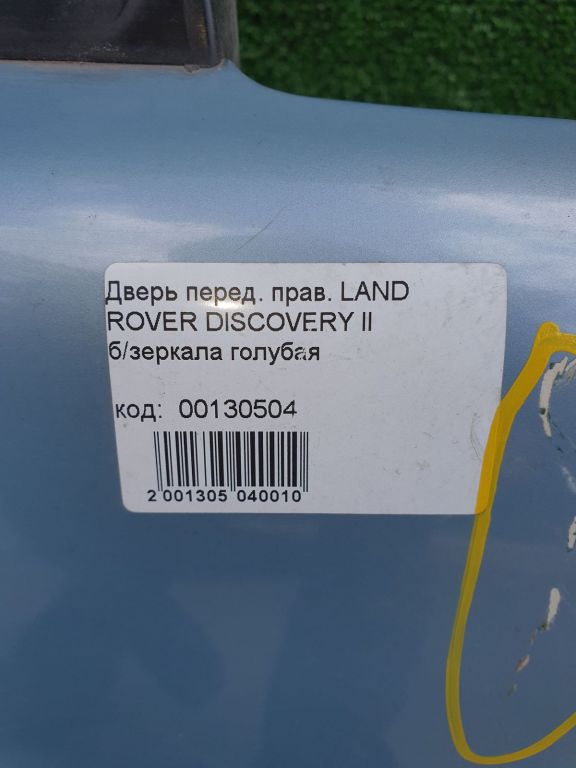 Дверь перед. прав. LAND
ROVER DISCOVERY II
б/зеркала голубая
код: 00130504
2 001305 040010